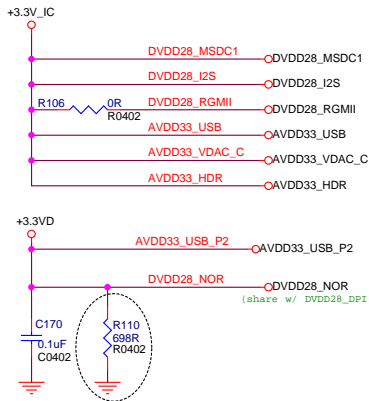 +3.3V_IC
DVDD28_MSDC1 DVDD28_MSDC1
DVDD28_I2S DVDD28_I2S
R106 0R DVDD28_RGMII DVDD28_RGMII
R0402
AVDD33_USB AVDD33_USB
AVDD33_VDAC_C AVDD33_VDAC_C
AVDD33_HDR AVDD33_HDR
+3.3VD
AVDD33_USB_P2 AVDD33_USB_P2
DVDD28_NOR DVDD28_NOR
(share w/ DVDD28_DPI
C170 R110
0.1uF 698R
C0402 R0402